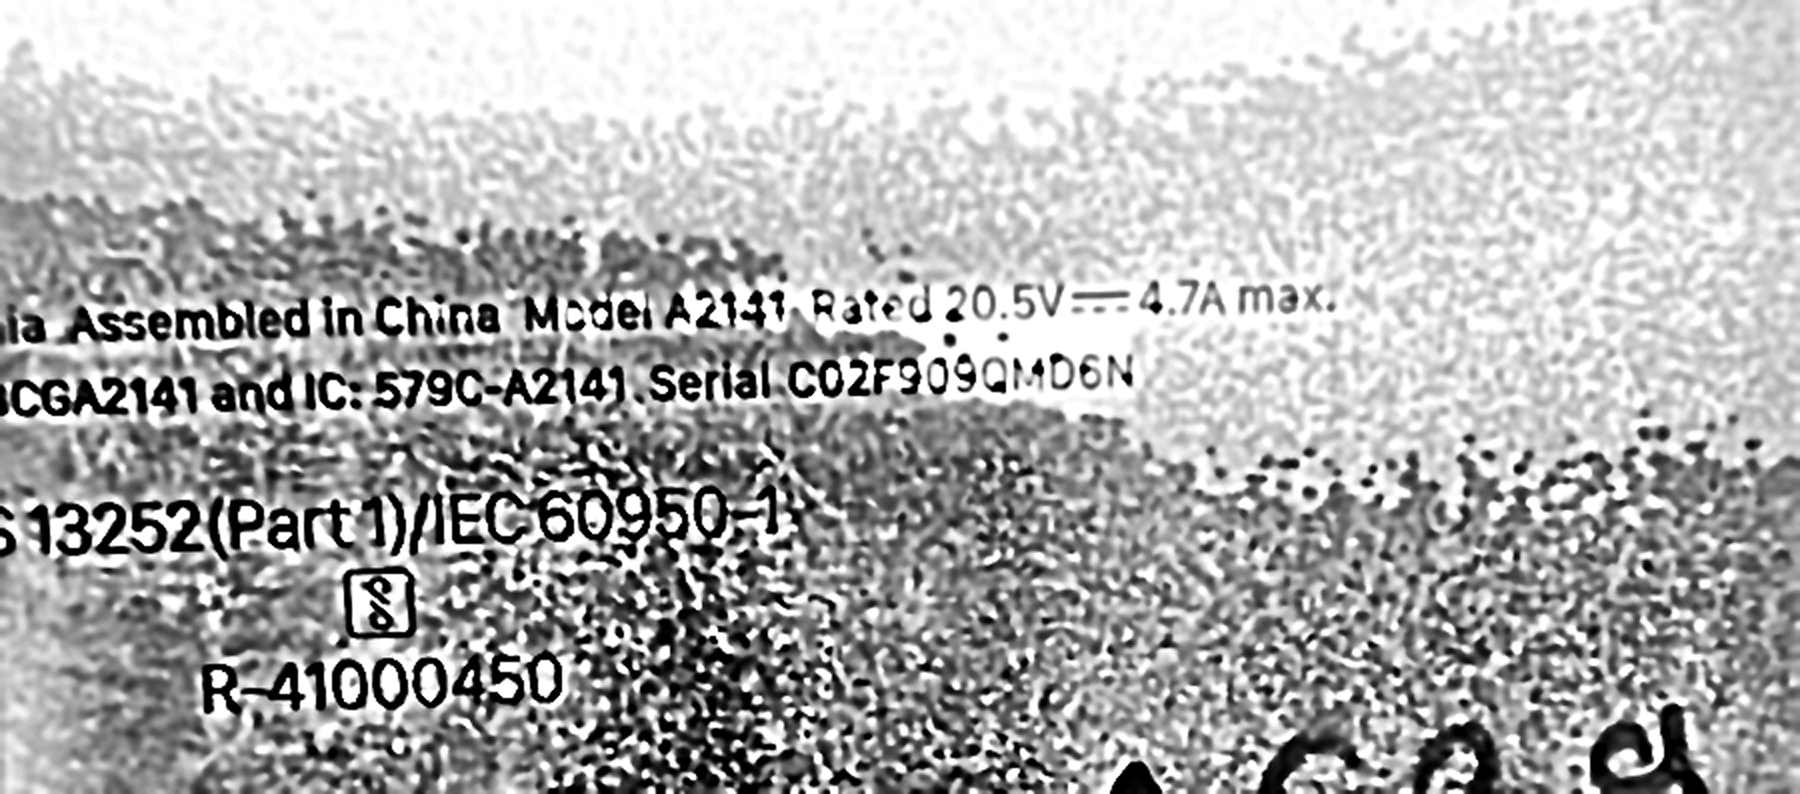 ia Assembled in China Model A2141 Rated 20.5V⎓4.7A max.
CGA2141 and IC: 579C-A2141 Serial C02F909QMD6N
S 13252(Part 1)/IEC 60950-1
R-41000450